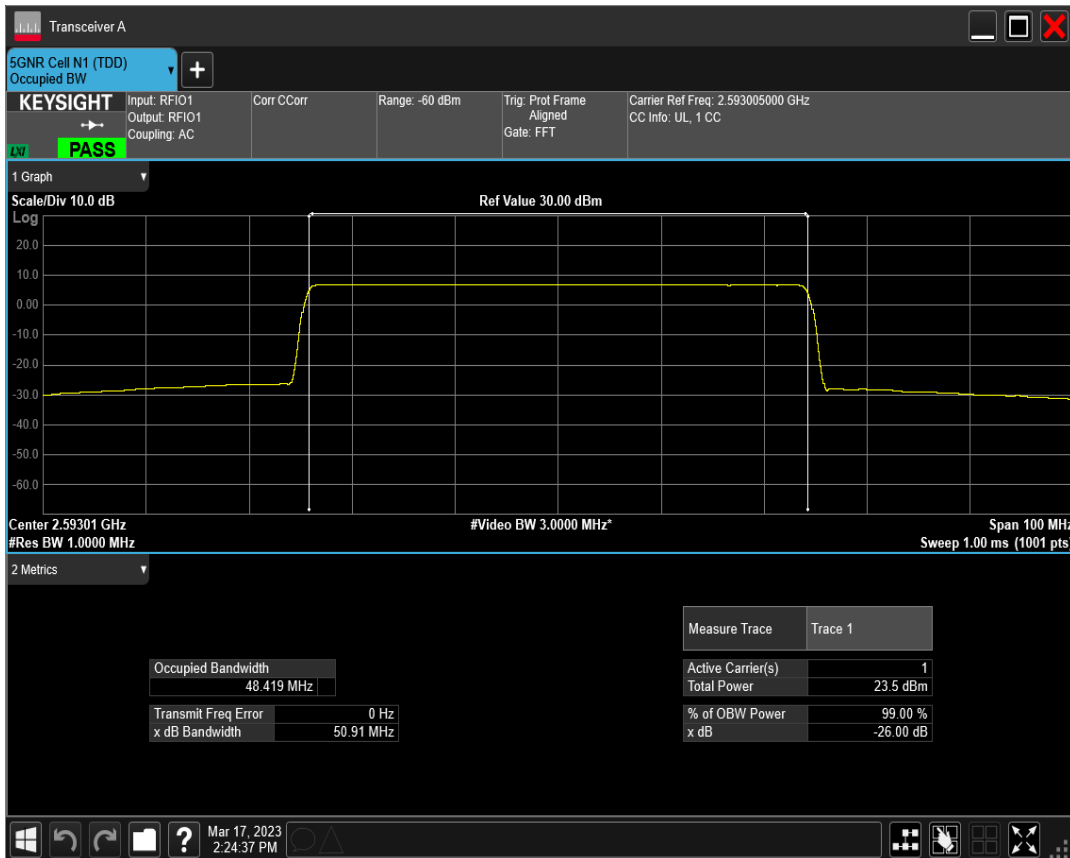 Transceiver A
5GNR Cell N1 (TDD)
Occupied BW
+
KEYSIGHT
LXI
PASS
Input: RFIO1
Output: RFIO1
Coupling: AC
Corr CCorr
Range: -60 dBm
Trig: Prot Frame
Aligned
Gate: FFT
Carrier Ref Freq: 2.593005000 GHz
CC Info: UL, 1 CC
1 Graph
Scale/Div 10.0 dB
Ref Value 30.00 dBm
Log
20.0
10.0
0.00
-10.0
-20.0
-30.0
-40.0
-50.0
-60.0
Center 2.59301 GHz
#Video BW 3.0000 MHz*
Span 100 MHz
#Res BW 1.0000 MHz
Sweep 1.00 ms (1001 pts)
2 Metrics
Measure Trace Trace 1
Occupied Bandwidth
48.419 MHz
Active Carrier(s) 1
Total Power 23.5 dBm
Transmit Freq Error 0 Hz
x dB Bandwidth 50.91 MHz
% of OBW Power 99.00 %
x dB -26.00 dB
?
Mar 17, 2023
2:24:37 PM